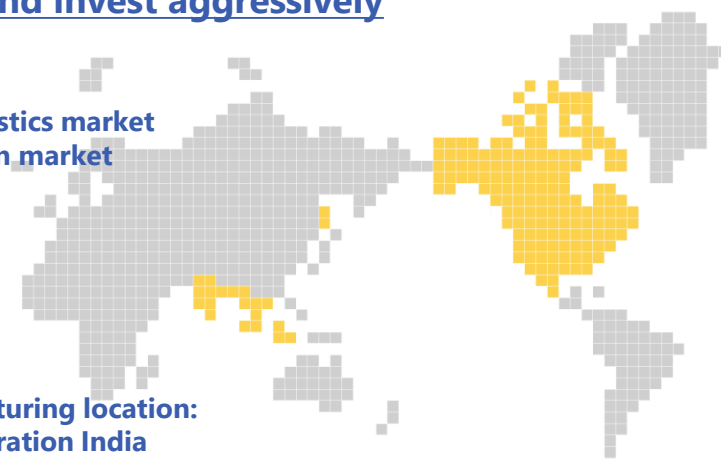 nd invest aggressively
stics market
n market
turing location:
ration India